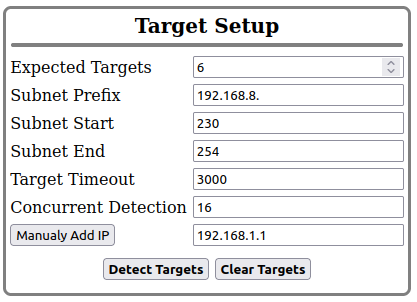 Target Setup
Expected Targets 6
Subnet Prefix 192.168.8.
Subnet Start 230
Subnet End 254
Target Timeout 3000
Concurrent Detection 16
Manualy Add IP 192.168.1.1
Detect Targets Clear Targets